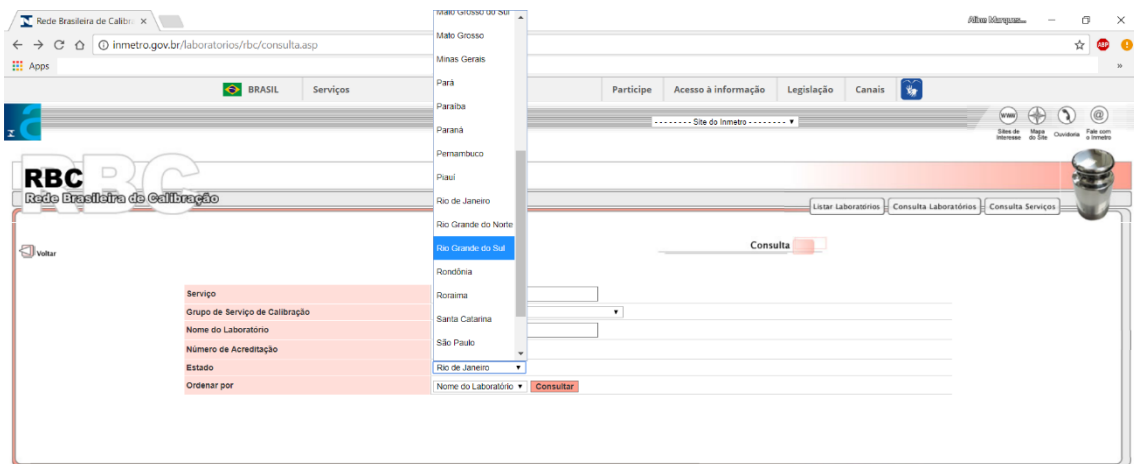 Rede Brasileira de Calibra
Allan Marques...
inmetro.gov.br/laboratorios/rbc/consulta.asp
ABP
Apps
BRASIL
Serviços
Participe
Acesso à informação
Legislação
Canais
- - - - - - - - Site do Inmetro - - - - - - - -
www
@
Sites de Interesse
Mapa do Site
Ouvidoria
Fale com o Inmetro
RBC
RBC
Rede Brasileira de Calibração
Listar Laboratórios
Consulta Laboratórios
Consulta Serviços
Voltar
Consulta
Mato Grosso do Sul
Mato Grosso
Minas Gerais
Pará
Paraíba
Paraná
Pernambuco
Piauí
Rio de Janeiro
Rio Grande do Norte
Rio Grande do Sul
Rondônia
Roraima
Santa Catarina
São Paulo
Serviço
Grupo de Serviço de Calibração
Nome do Laboratório
Número de Acreditação
Estado
Rio de Janeiro
Ordenar por
Nome do Laboratório
Consultar